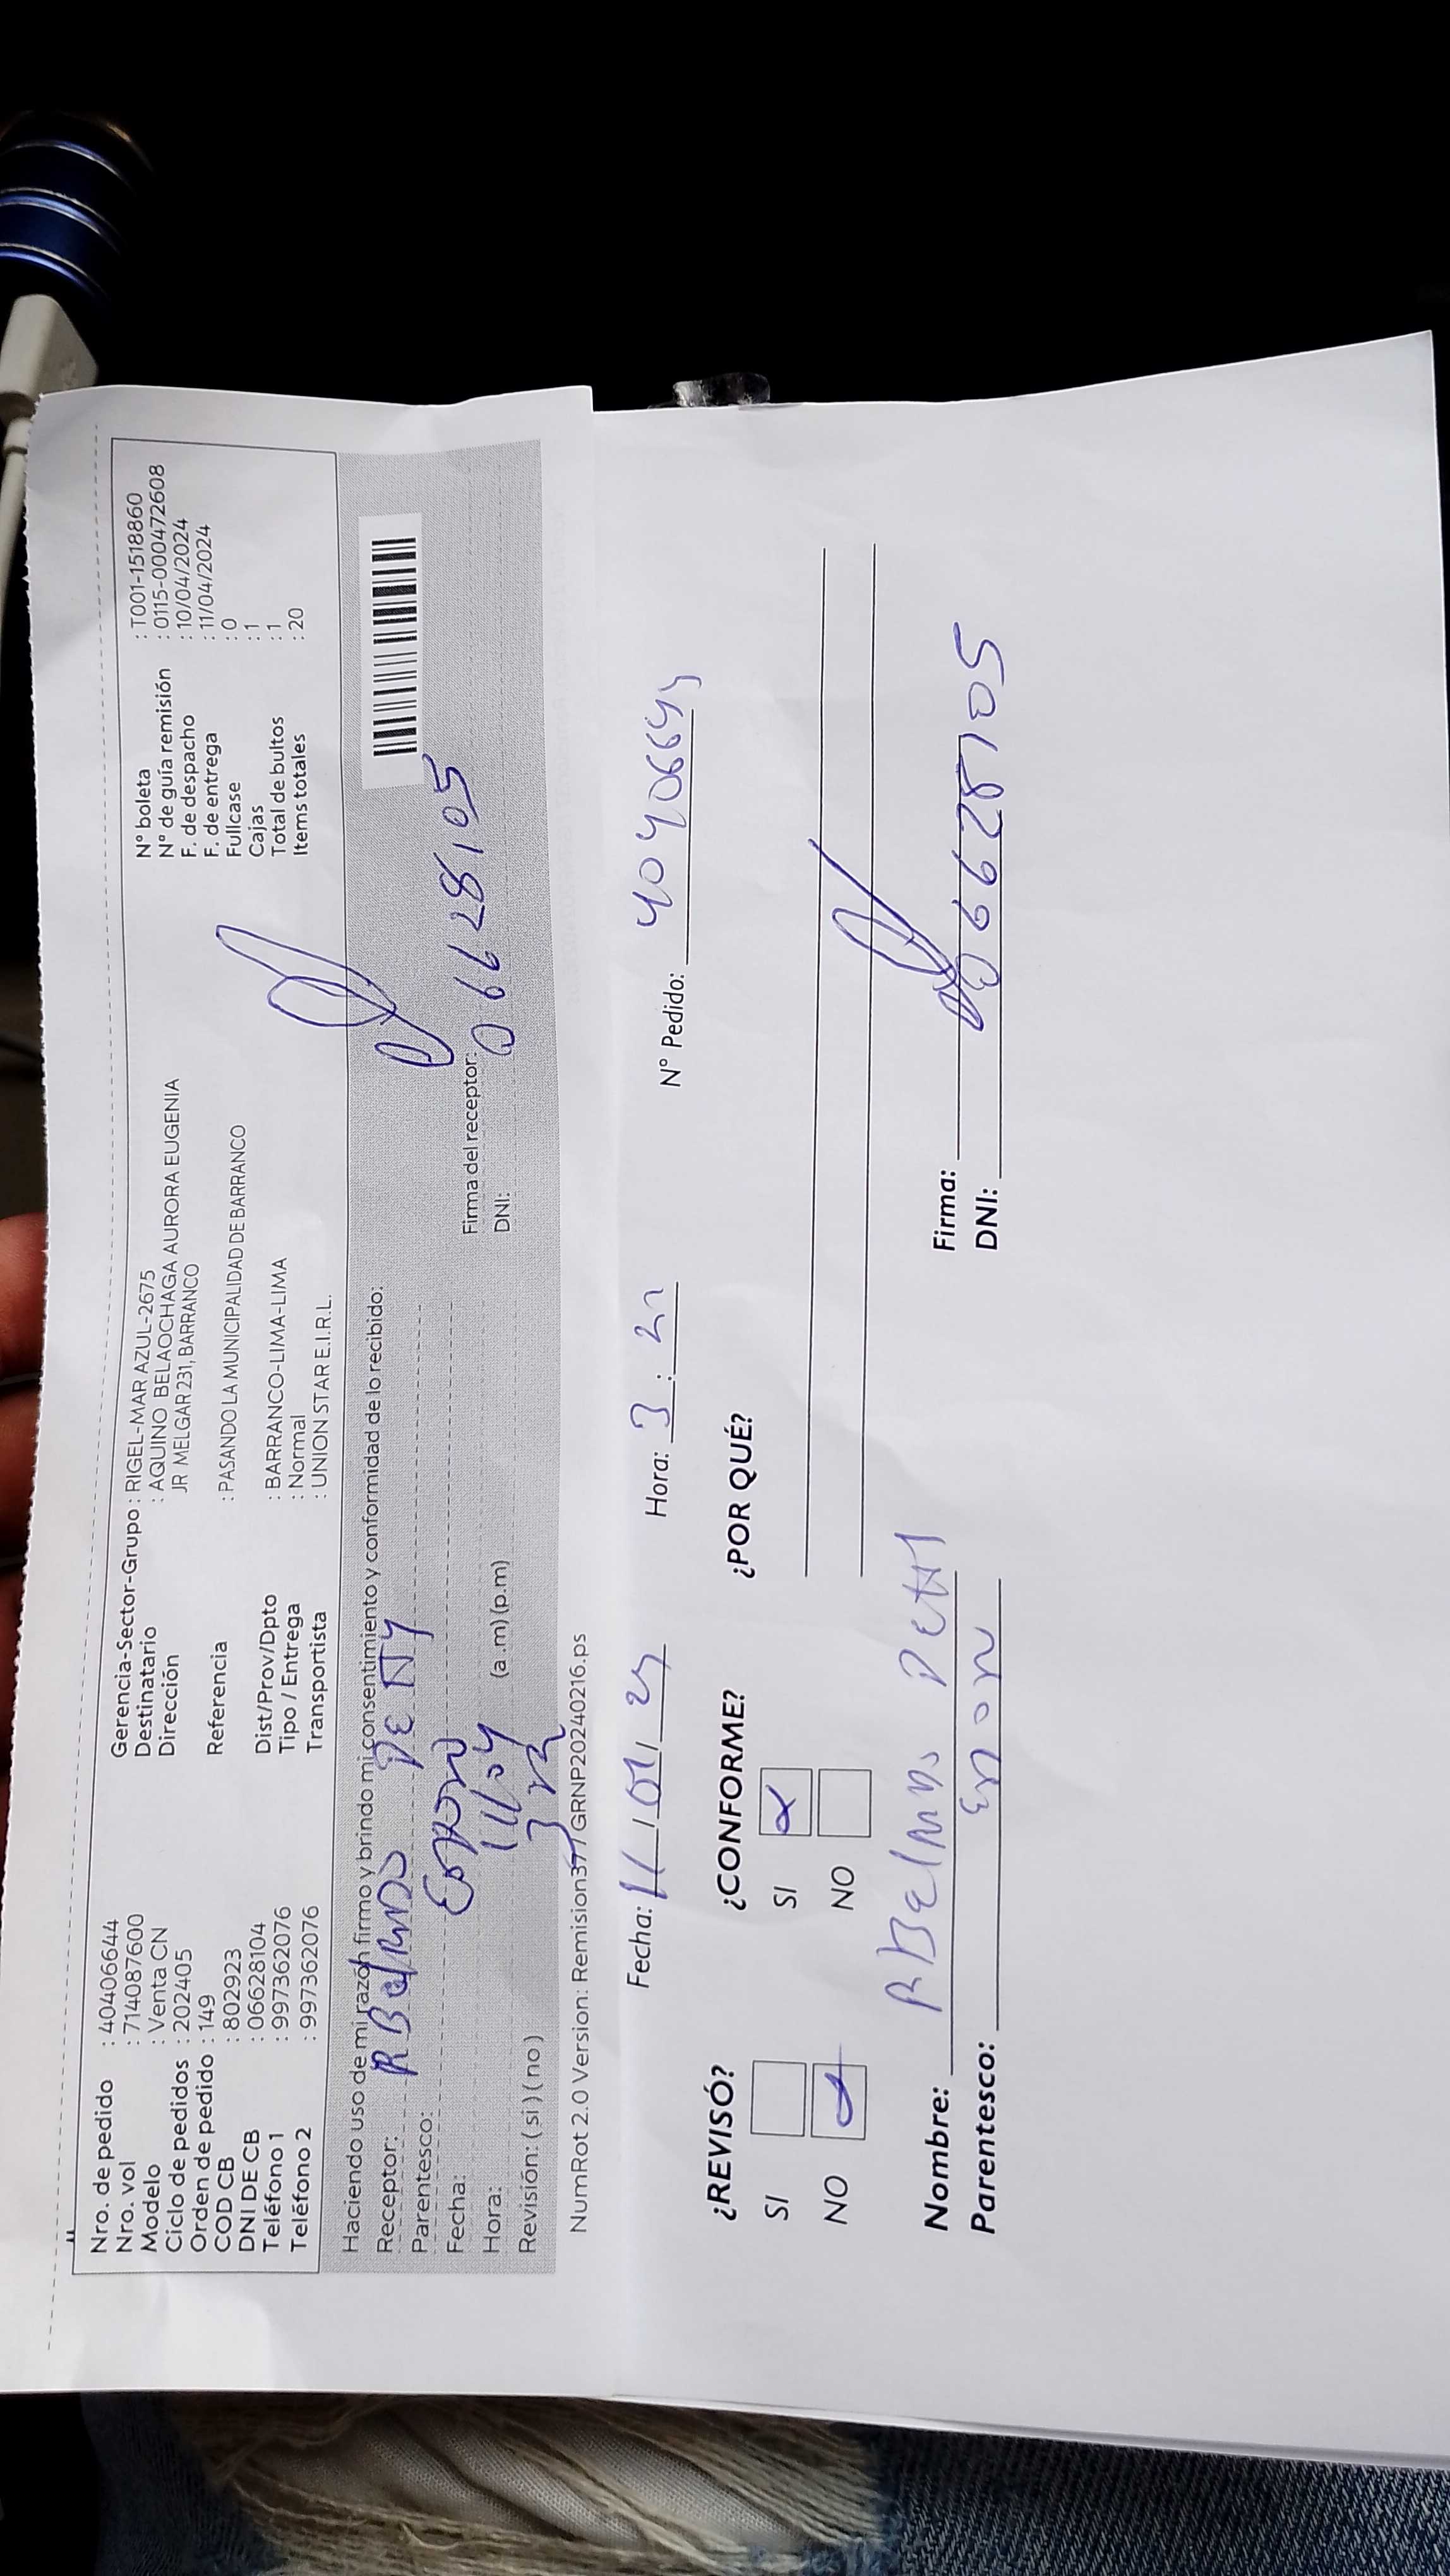 Nro. de pedido : 40406644
Nro. vol : 714087600
Modelo : Venta CN
Ciclo de pedidos : 202405
Orden de pedido : 149
COD CB : 802923
DNI DE CB : 06628104
Teléfono 1 : 997362076
Teléfono 2 : 997362076
Gerencia-Sector-Grupo : RIGEL-MAR AZUL-2675
Destinatario : AQUINO BELAOCHAGA AURORA EUGENIA
Dirección JR MELGAR 231, BARRANCO
Referencia : PASANDO LA MUNICIPALIDAD DE BARRANCO
Dist/Prov/Dpto : BARRANCO-LIMA-LIMA
Tipo / Entrega : Normal
Transportista : UNION STAR E.I.R.L.
N° boleta : T001-1518860
N° de guía remisión : 0115-000472608
F. de despacho : 10/04/2024
F. de entrega : 11/04/2024
Fullcase : 0
Cajas : 1
Total de bultos : 1
Items totales : 20
Haciendo uso de mi razón firmo y brindo mi consentimiento y conformidad de lo recibido:
Receptor:
Parentesco:
Fecha: 11/04
Hora: (a.m) (p.m)
Revisión: ( si ) ( no )
Firma del receptor:
DNI: 06628105
NumRot 2.0 Version: Remision37/GRNP20240216.ps
Fecha: Hora: N° Pedido:
¿REVISÓ? ¿CONFORME? ¿POR QUÉ?
SI SI
NO NO
Nombre: Firma:
Parentesco: DNI: 06628105